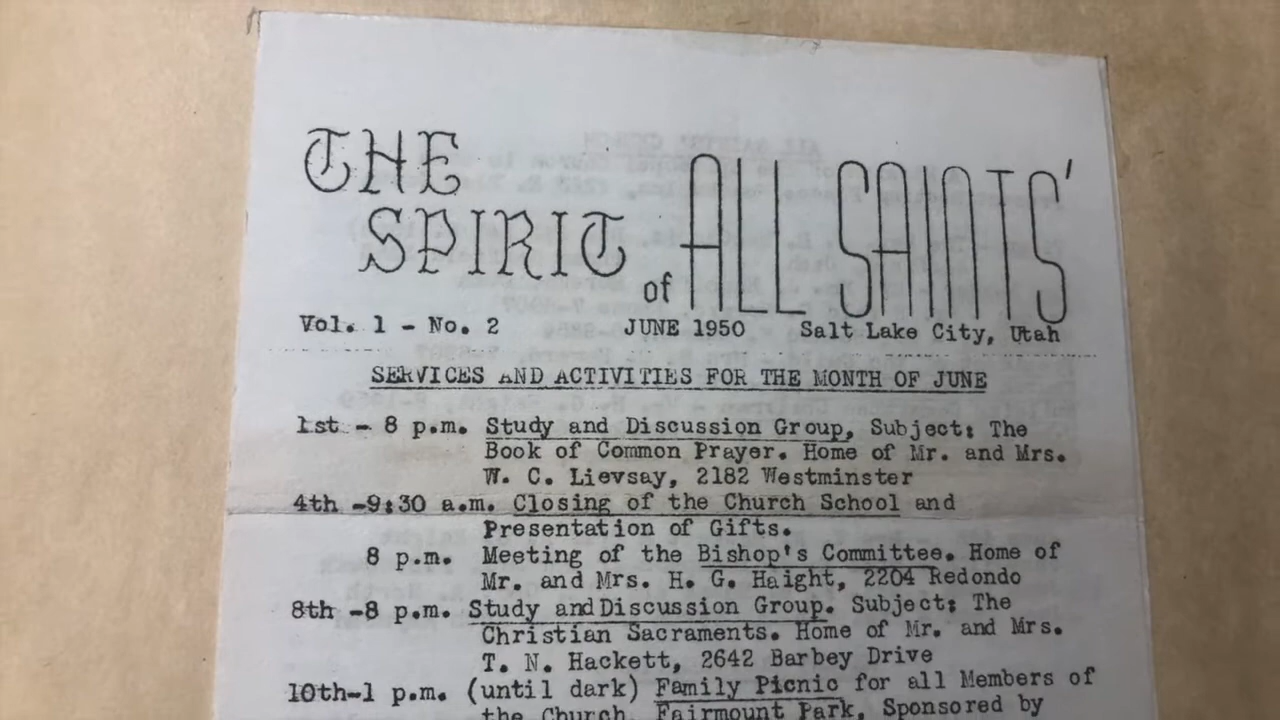 THE
SPIRIT of ALL SAINTS'
Vol. 1 - No. 2 JUNE 1950 Salt Lake City, Utah
SERVICES AND ACTIVITIES FOR THE MONTH OF JUNE
1st - 8 p.m. Study and Discussion Group, Subject: The
Book of Common Prayer. Home of Mr. and Mrs.
W. C. Lievsay, 2182 Westminster
4th -9:30 a.m. Closing of the Church School and
Presentation of Gifts.
8 p.m. Meeting of the Bishop's Committee. Home of
Mr. and Mrs. H. G. Haight, 2204 Redondo
8th -8 p.m. Study and Discussion Group. Subject: The
Christian Sacraments. Home of Mr. and Mrs.
T. N. Hackett, 2642 Barbey Drive
10th-1 p.m. (until dark) Family Picnic for all Members of
the Church, Fairmount Park, Sponsored by